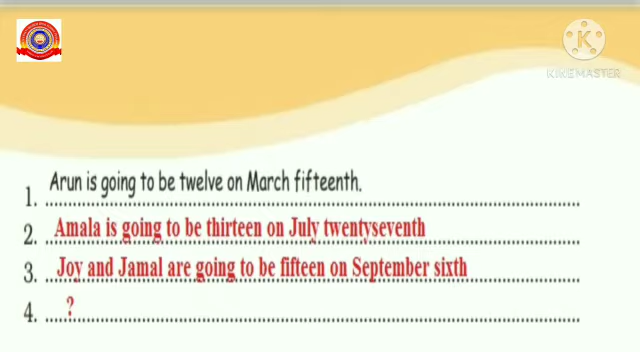 KINEMASTER
1. Arun is going to be twelve on March fifteenth.
2. Amala is going to be thirteen on July twentyseventh
3. Joy and Jamal are going to be fifteen on September sixth
4. ?